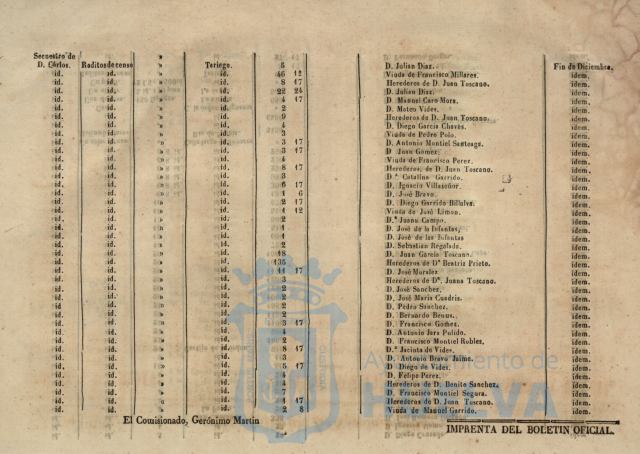 Secuestro de
D. Cárlos. Raditos de censo » Teriego. 5 D. Julian Diaz. Fin de Diciembre.
id. id. » id. 46 12 Viuda de Francisco Millares. idem.
id. id. » id. 8 17 Herederos de D. Juan Toscano. idem.
id. id. » id. 22 24 D. Julian Diaz. idem.
id. id. » id. 4 17 D. Manuel Caro Mora. idem.
id. id. » id. 2 D. Mateo Vides. idem.
id. id. » id. 9 Herederos de D. Juan Toscano. idem.
id. id. » id. 4 D. Diego Garcia Chaves. idem.
id. id. » id. 3 Viuda de Pedro Polo. idem.
id. id. » id. 3 17 D. Antonio Montiel Santeaga. idem.
id. id. » id. 3 17 D. Juan Gomez. idem.
id. id. » id. 4 Viuda de Francisco Perez. idem.
id. id. » id. 8 17 Herederos, de D. Juan Toscano. idem.
id. id. » id. 3 D.ª Catalina Garrido. idem.
id. id. » id. 6 17 D. Ignacio Villaseñor. idem.
id. id. » id. 1 6 D. José Bravo. idem.
id. id. » id. 2 17 D. Diego Garrido Billalva. idem.
id. id. » id. 4 12 Viuda de José Limon. idem.
id. id. » id. 2 D.ª Juana Campo. idem.
id. id. » id. 1 D. José de la Infantas, idem.
id. id. » id. 1 D. José de las Infantas idem.
id. id. » id. 2 D. Sebastian Regalado. idem.
id. id. » id. 18 D. Juan Garcia Toscano. idem.
id. id. » id. 135 Herederos de Dª Beatriz Prieto. idem.
id. id. » id. 11 17 D. José Morales. idem.
id. id. » id. 3 Herederos de Dª. Juana Toscano. idem.
id. id. » id. 2 D. José Sanchez. idem.
id. id. » id. 2 D. José Maria Cuadris. idem.
id. id. » id. 2 D. Pedro Sanchez. idem.
id. id. » id. 2 D. Bernardo Benus. idem.
id. id. » id. 3 17 D. Francisco Gomez. idem.
id. id. » id. 4 D. Antonio Jara Pulido. idem.
id. id. » id. 2 D. Francisco Montiel Robles. idem.
id. id. » id. 8 17 D.ª Jacinta de Vides. idem.
id. id. » id. 3 D. Antonio Bravo Jaime. idem.
id. id. » id. 5 17 D. Diego de Vides. idem.
id. id. » id. 4 D. Felipe Perez. idem.
id. id. » id. 4 Herederos de D. Benito Sanchez. idem.
id. id. » id. 7 D. Francisco Montiel Segura. idem.
id. id. » id. 4 17 Herederos de D. Juan Toscano. idem.
id. id. » id. 2 8 Viuda de Manuel Garrido. idem.
El Comisionado, Gerónimo Martin
IMPRENTA DEL BOLETIN OFICIAL.
Ayuntamiento de
HUELVA